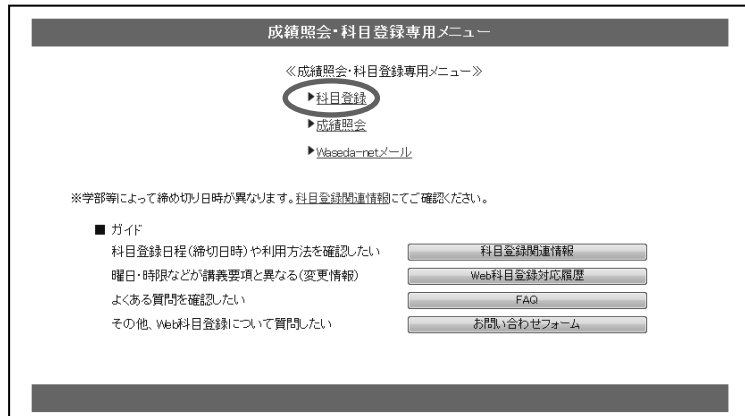 成績照会・科目登録専用メニュー
≪成績照会・科目登録専用メニュー≫
▶科目登録
▶成績照会
▶Waseda-netメール
※学部等によって締め切り日時が異なります。科目登録関連情報にてご確認ください。
■ ガイド
科目登録日程(締切日時)や利用方法を確認したい 科目登録関連情報
曜日・時限などが講義要項と異なる(変更情報) Web科目登録対応履歴
よくある質問を確認したい FAQ
その他、Web科目登録について質問したい お問い合わせフォーム